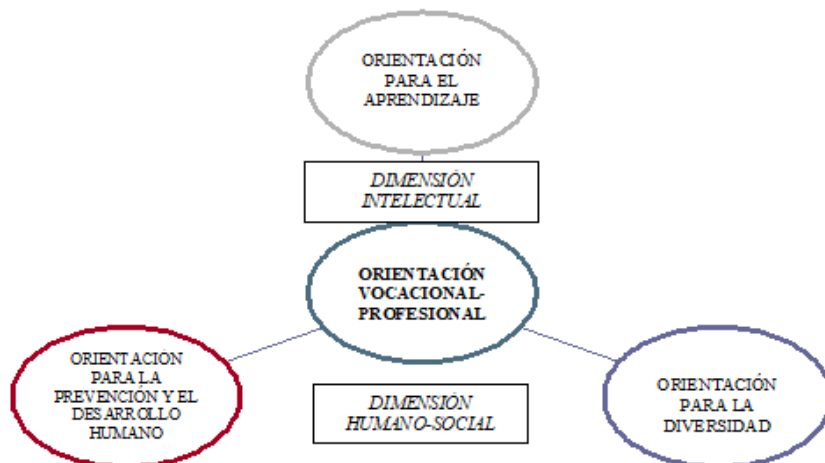 ORIENTACIÓN
PARA EL
APRENDIZAJE
DIMENSIÓN
INTELECTUAL
ORIENTACIÓN
VOCACIONAL-
PROFESIONAL
ORIENTACIÓN
PARA LA
PREVENCIÓN Y EL
DESARROLLO
HUMANO
DIMENSIÓN
HUMANO-SOCIAL
ORIENTACIÓN
PARA LA
DIVERSIDAD